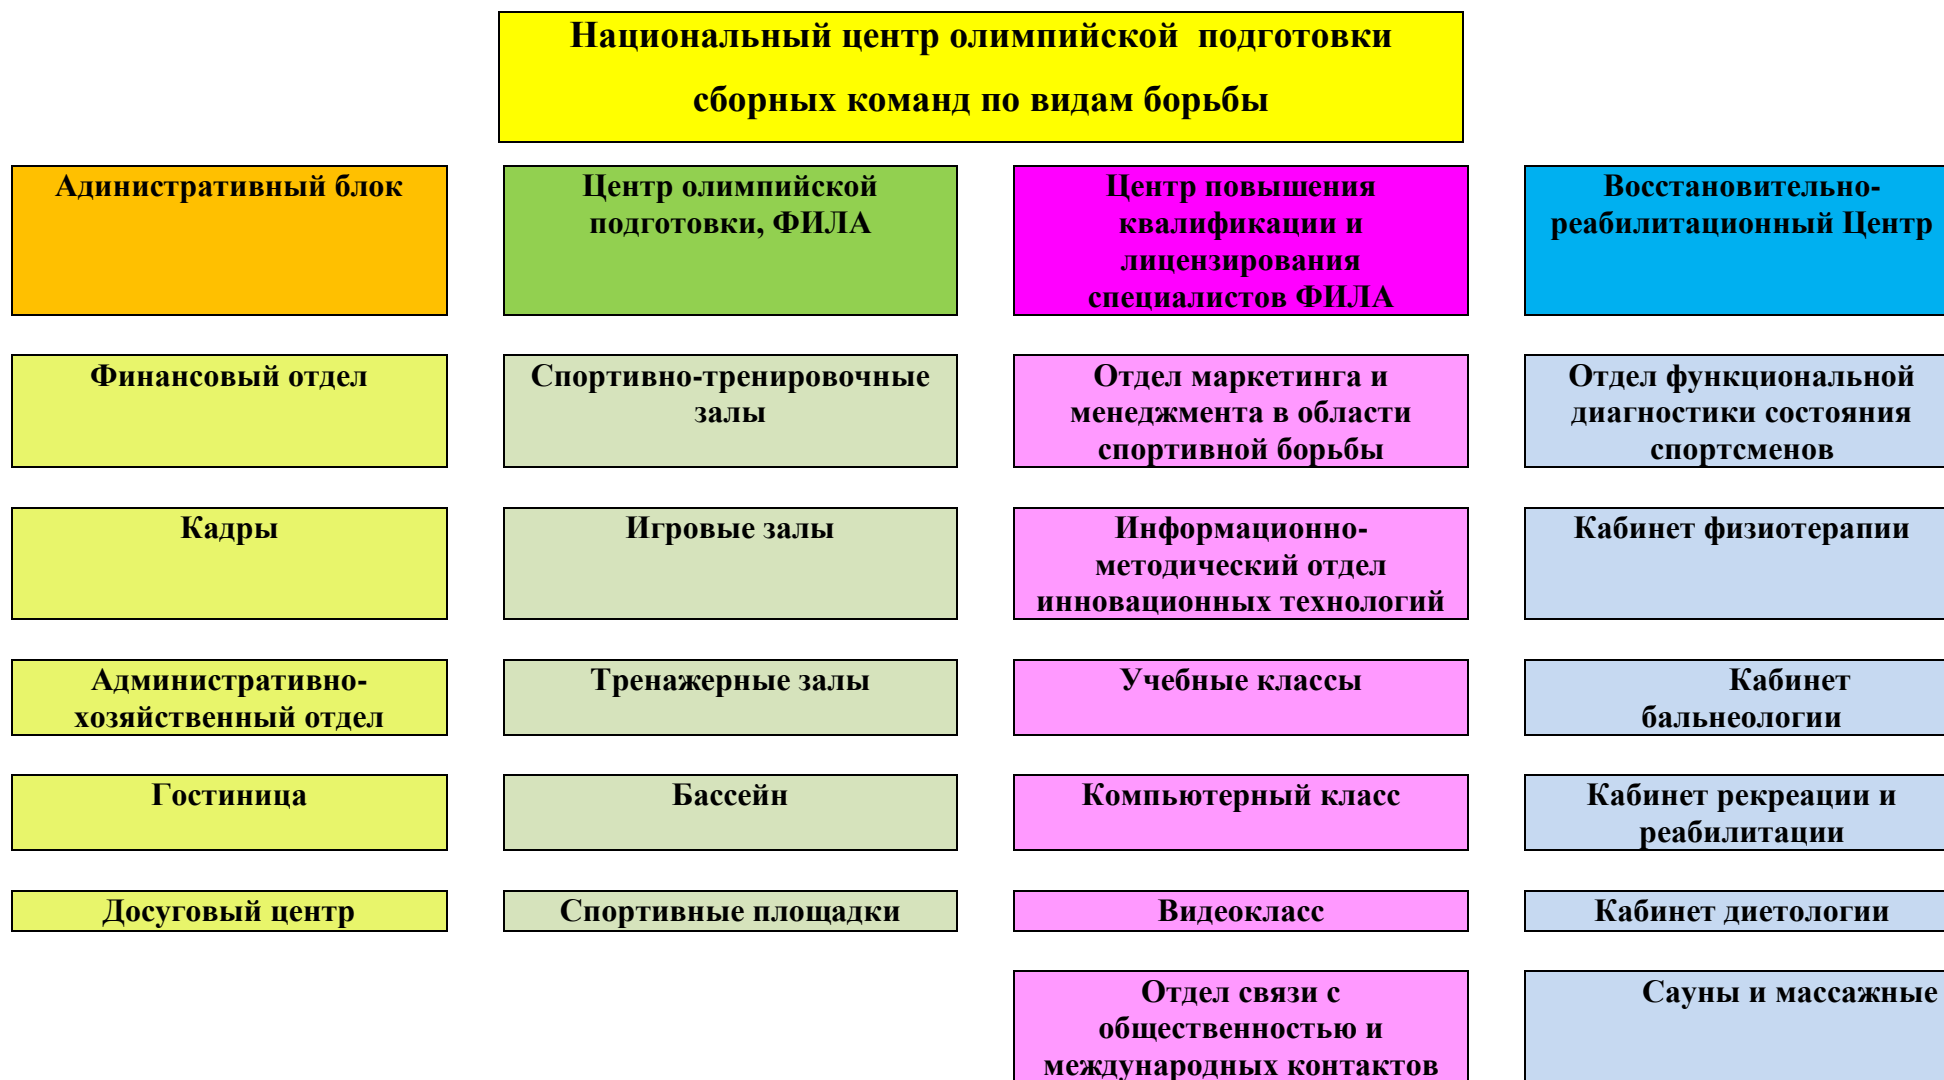 Национальный центр олимпийской подготовки
сборных команд по видам борьбы
Адинистративный блок
Центр олимпийской
подготовки, ФИЛА
Центр повышения
квалификации и
лицензирования
специалистов ФИЛА
Восстановительно-
реабилитационный Центр
Финансовый отдел
Спортивно-тренировочные
залы
Отдел маркетинга и
менеджмента в области
спортивной борьбы
Отдел функциональной
диагностики состояния
спортсменов
Кадры
Игровые залы
Информационно-
методический отдел
инновационных технологий
Кабинет физиотерапии
Административно-
хозяйственный отдел
Тренажерные залы
Учебные классы
Кабинет
бальнеологии
Гостиница
Бассейн
Компьютерный класс
Кабинет рекреации и
реабилитации
Досуговый центр
Спортивные площадки
Видеокласс
Кабинет диетологии
Отдел связи с
общественностью и
международных контактов
Сауны и массажные